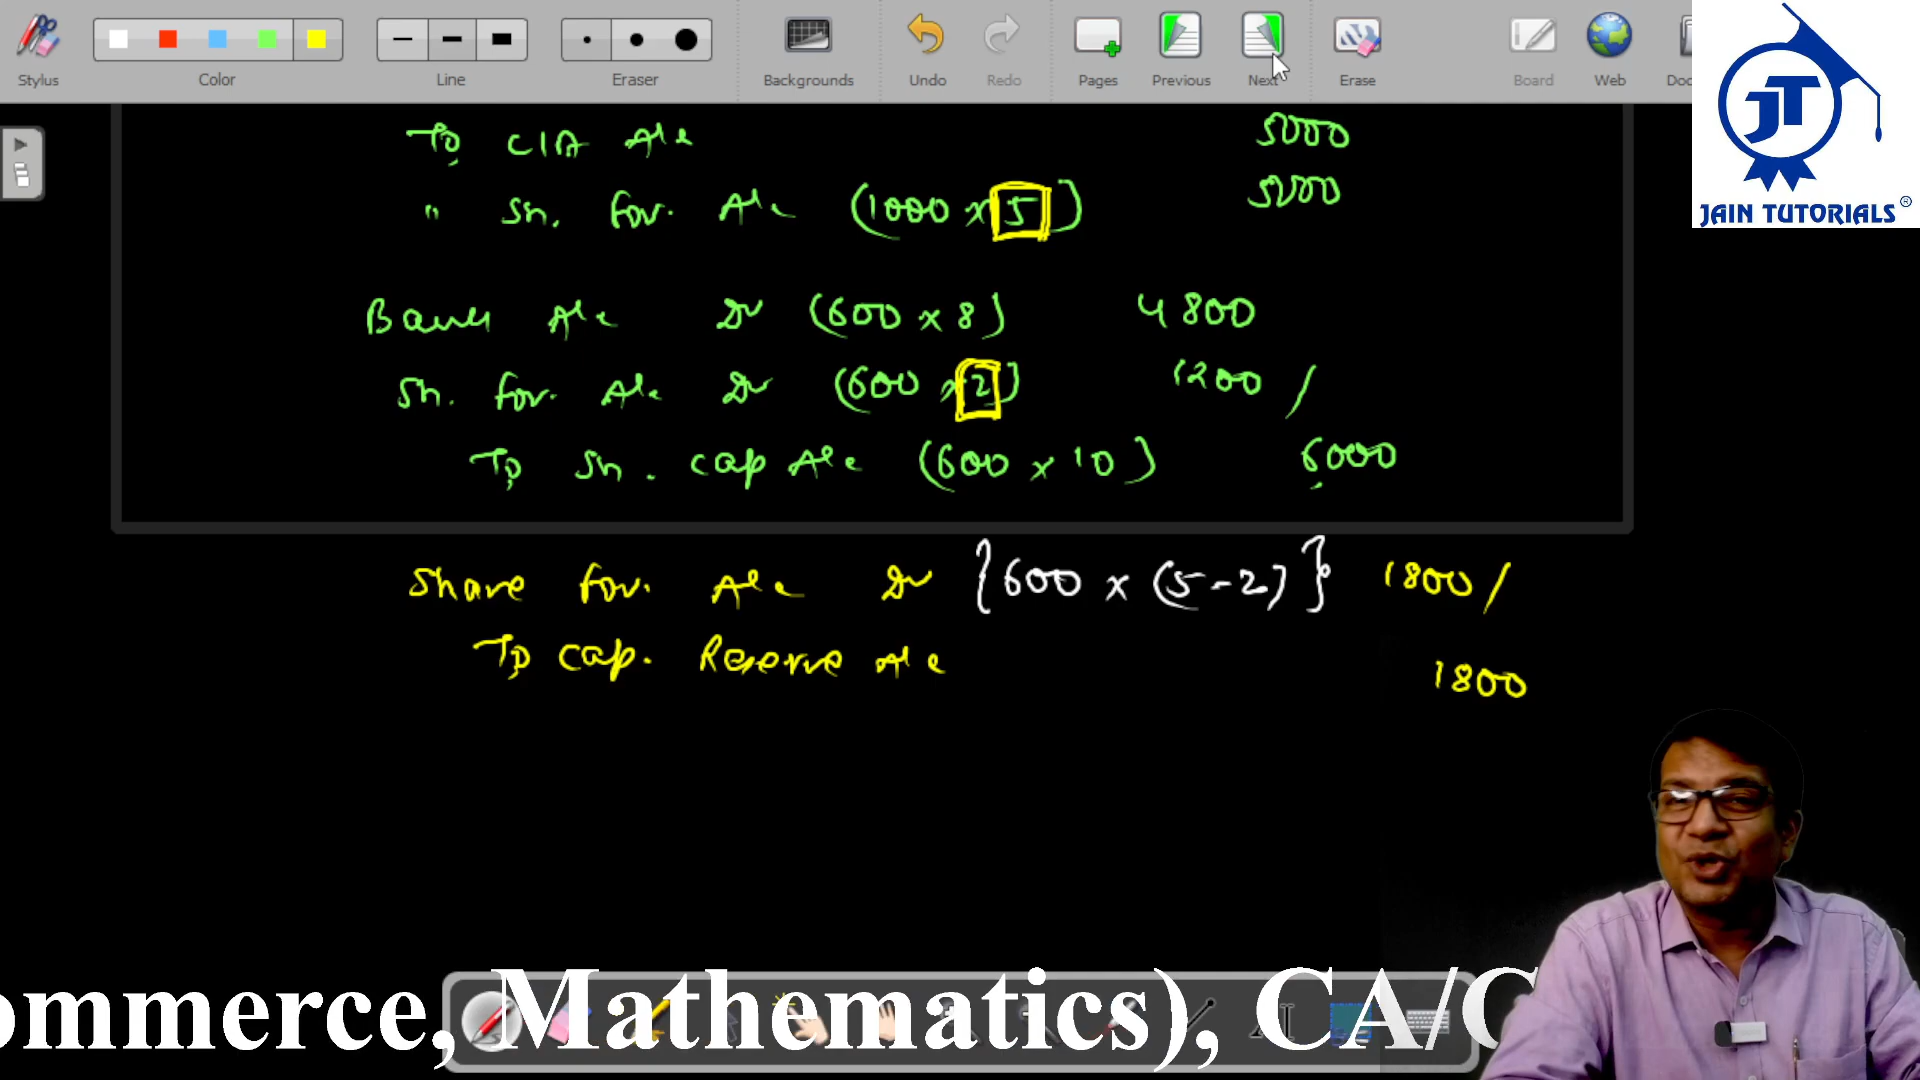 Stylus Color Line Eraser Backgrounds Undo Redo Pages Previous Next Erase Board Web Doc
JT
JAIN TUTORIALS®
To CIA A/c 5000
" Sh. for. A/c (1000 × 5) 5000
Bank A/c Dr (600 × 8) 4800
Sh. for. A/c Dr (600 × 2) 1200 /
To Sh. cap A/c (600 × 10) 6000
Share for. A/c Dr {600 × (5-2)} 1800 /
To cap. Reserve A/c 1800
ommerce, Mathematics), CA/C